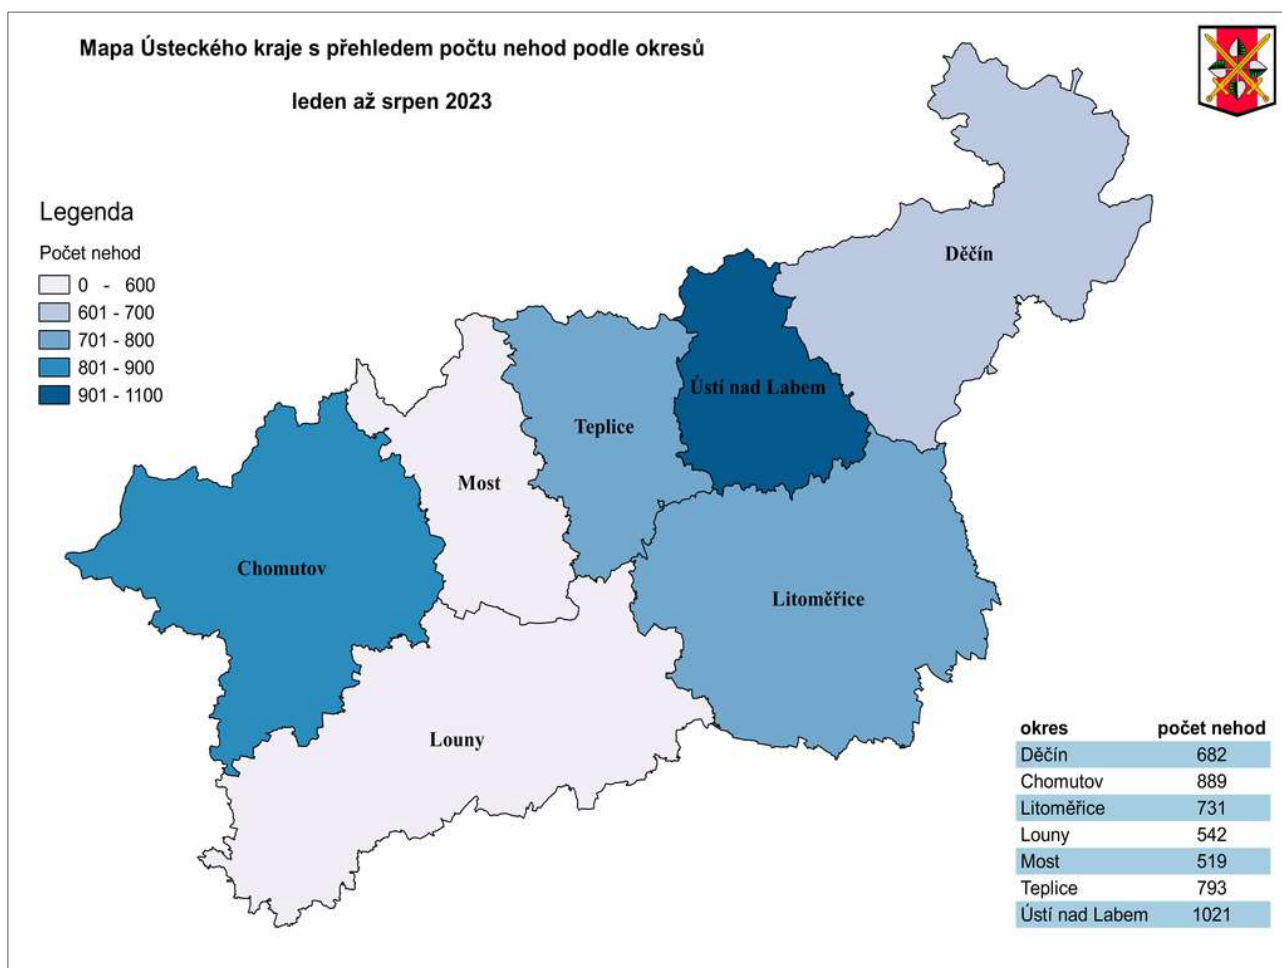 Mapa Ústeckého kraje s přehledem počtu nehod podle okresů
leden až srpen 2023
Legenda
Počet nehod
0 - 600
601 - 700
701 - 800
801 - 900
901 - 1100
Děčín
Ústí nad Labem
Teplice
Most
Chomutov
Litoměřice
Louny
okres počet nehod
Děčín 682
Chomutov 889
Litoměřice 731
Louny 542
Most 519
Teplice 793
Ústí nad Labem 1021